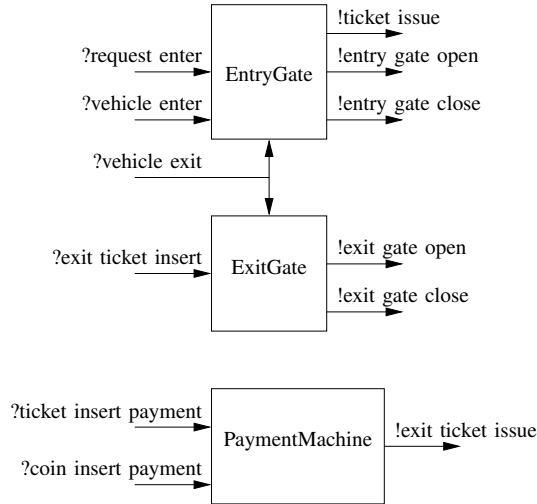 !ticket issue
?request enter
!entry gate open
EntryGate
?vehicle enter
!entry gate close
?vehicle exit
?exit ticket insert
!exit gate open
ExitGate
!exit gate close
?ticket insert payment
PaymentMachine
!exit ticket issue
?coin insert payment